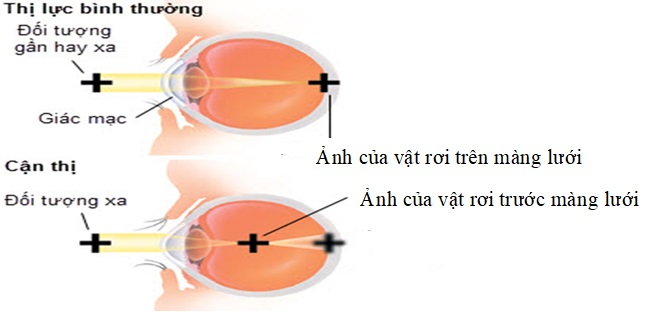 Thị lực bình thường
Đối tượng
gần hay xa
Giác mạc
Ảnh của vật rơi trên màng lưới
Cận thị
Đối tượng xa
Ảnh của vật rơi trước màng lưới